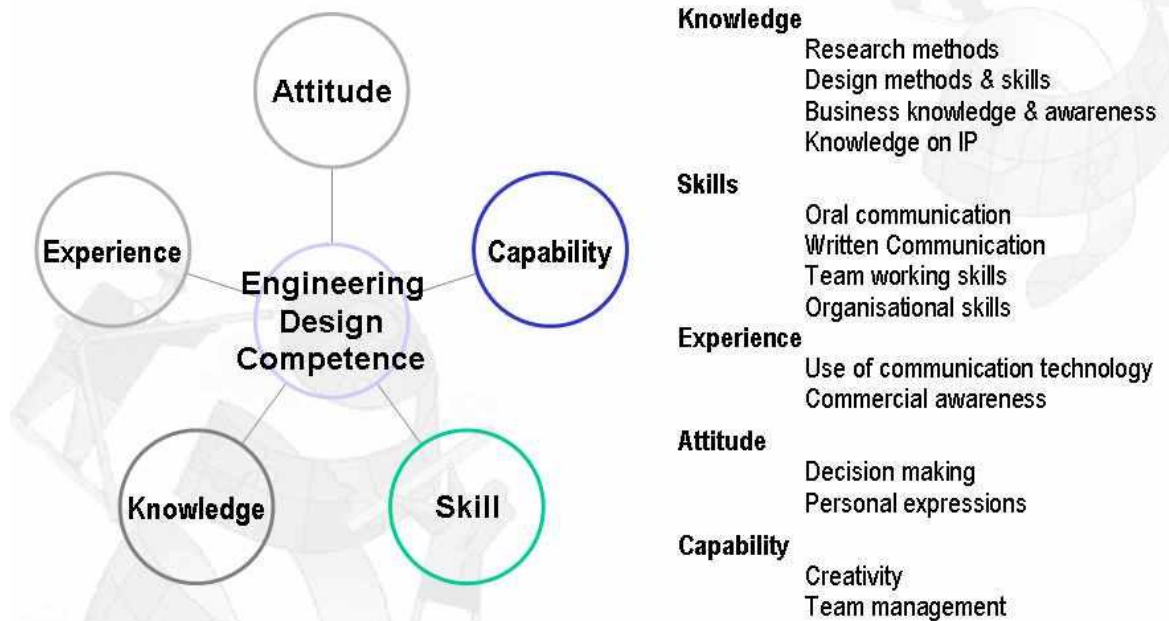 Attitude
Experience
Capability
Engineering
Design
Competence
Knowledge
Skill
Knowledge
Research methods
Design methods & skills
Business knowledge & awareness
Knowledge on IP
Skills
Oral communication
Written Communication
Team working skills
Organisational skills
Experience
Use of communication technology
Commercial awareness
Attitude
Decision making
Personal expressions
Capability
Creativity
Team management